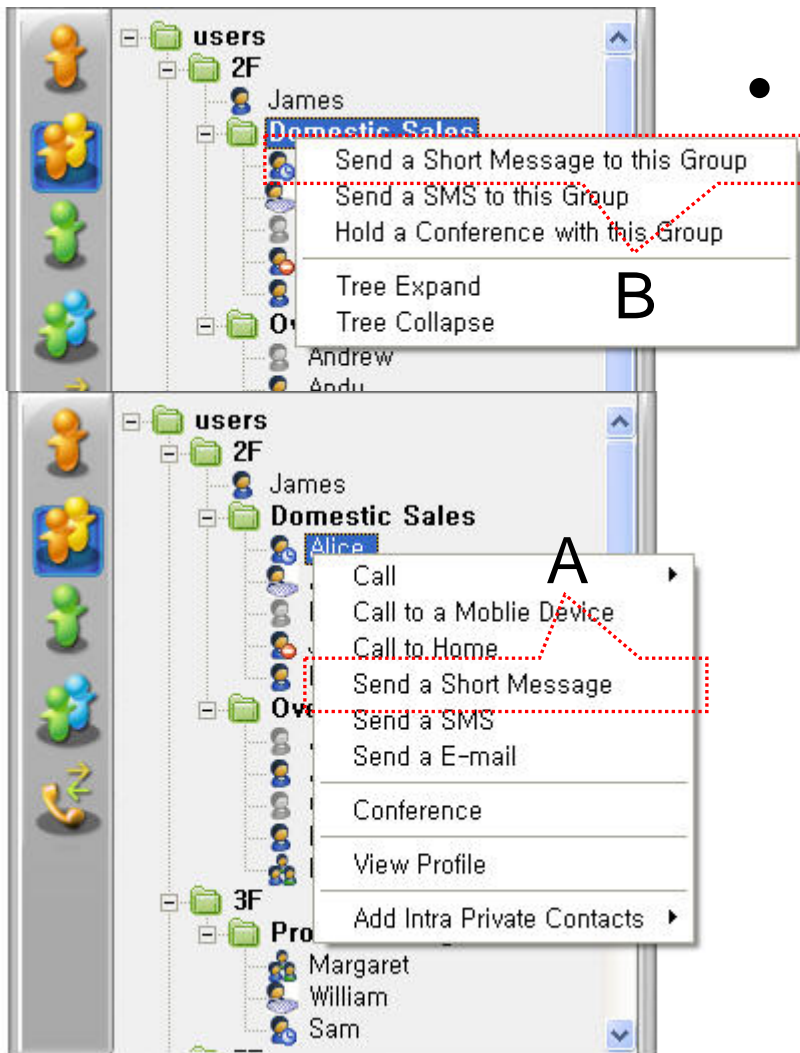 users
2F
James
Domestic Sales
Send a Short Message to this Group
Send a SMS to this Group
Hold a Conference with this Group
Tree Expand
Tree Collapse
B
Andrew
Andu
users
2F
James
Domestic Sales
Alice
A
Call
Call to a Moblie Device
Call to Home
Send a Short Message
Send a SMS
Send a E-mail
Conference
View Profile
Add Intra Private Contacts
3F
Margaret
William
Sam